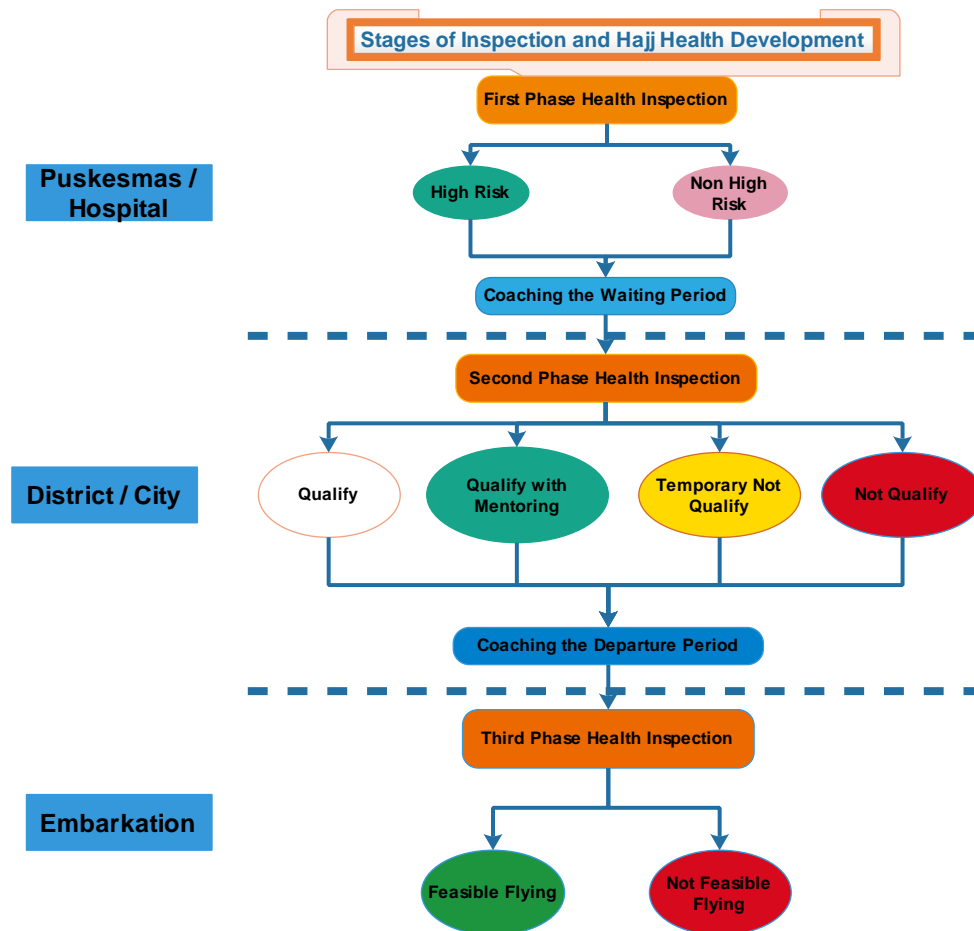 Stages of Inspection and Hajj Health Development
First Phase Health Inspection
Puskesmas /
Hospital
High Risk
Non High
Risk
Coaching the Waiting Period
Second Phase Health Inspection
District / City
Qualify
Qualify with
Mentoring
Temporary Not
Qualify
Not Qualify
Coaching the Departure Period
Third Phase Health Inspection
Embarkation
Feasible Flying
Not Feasible
Flying